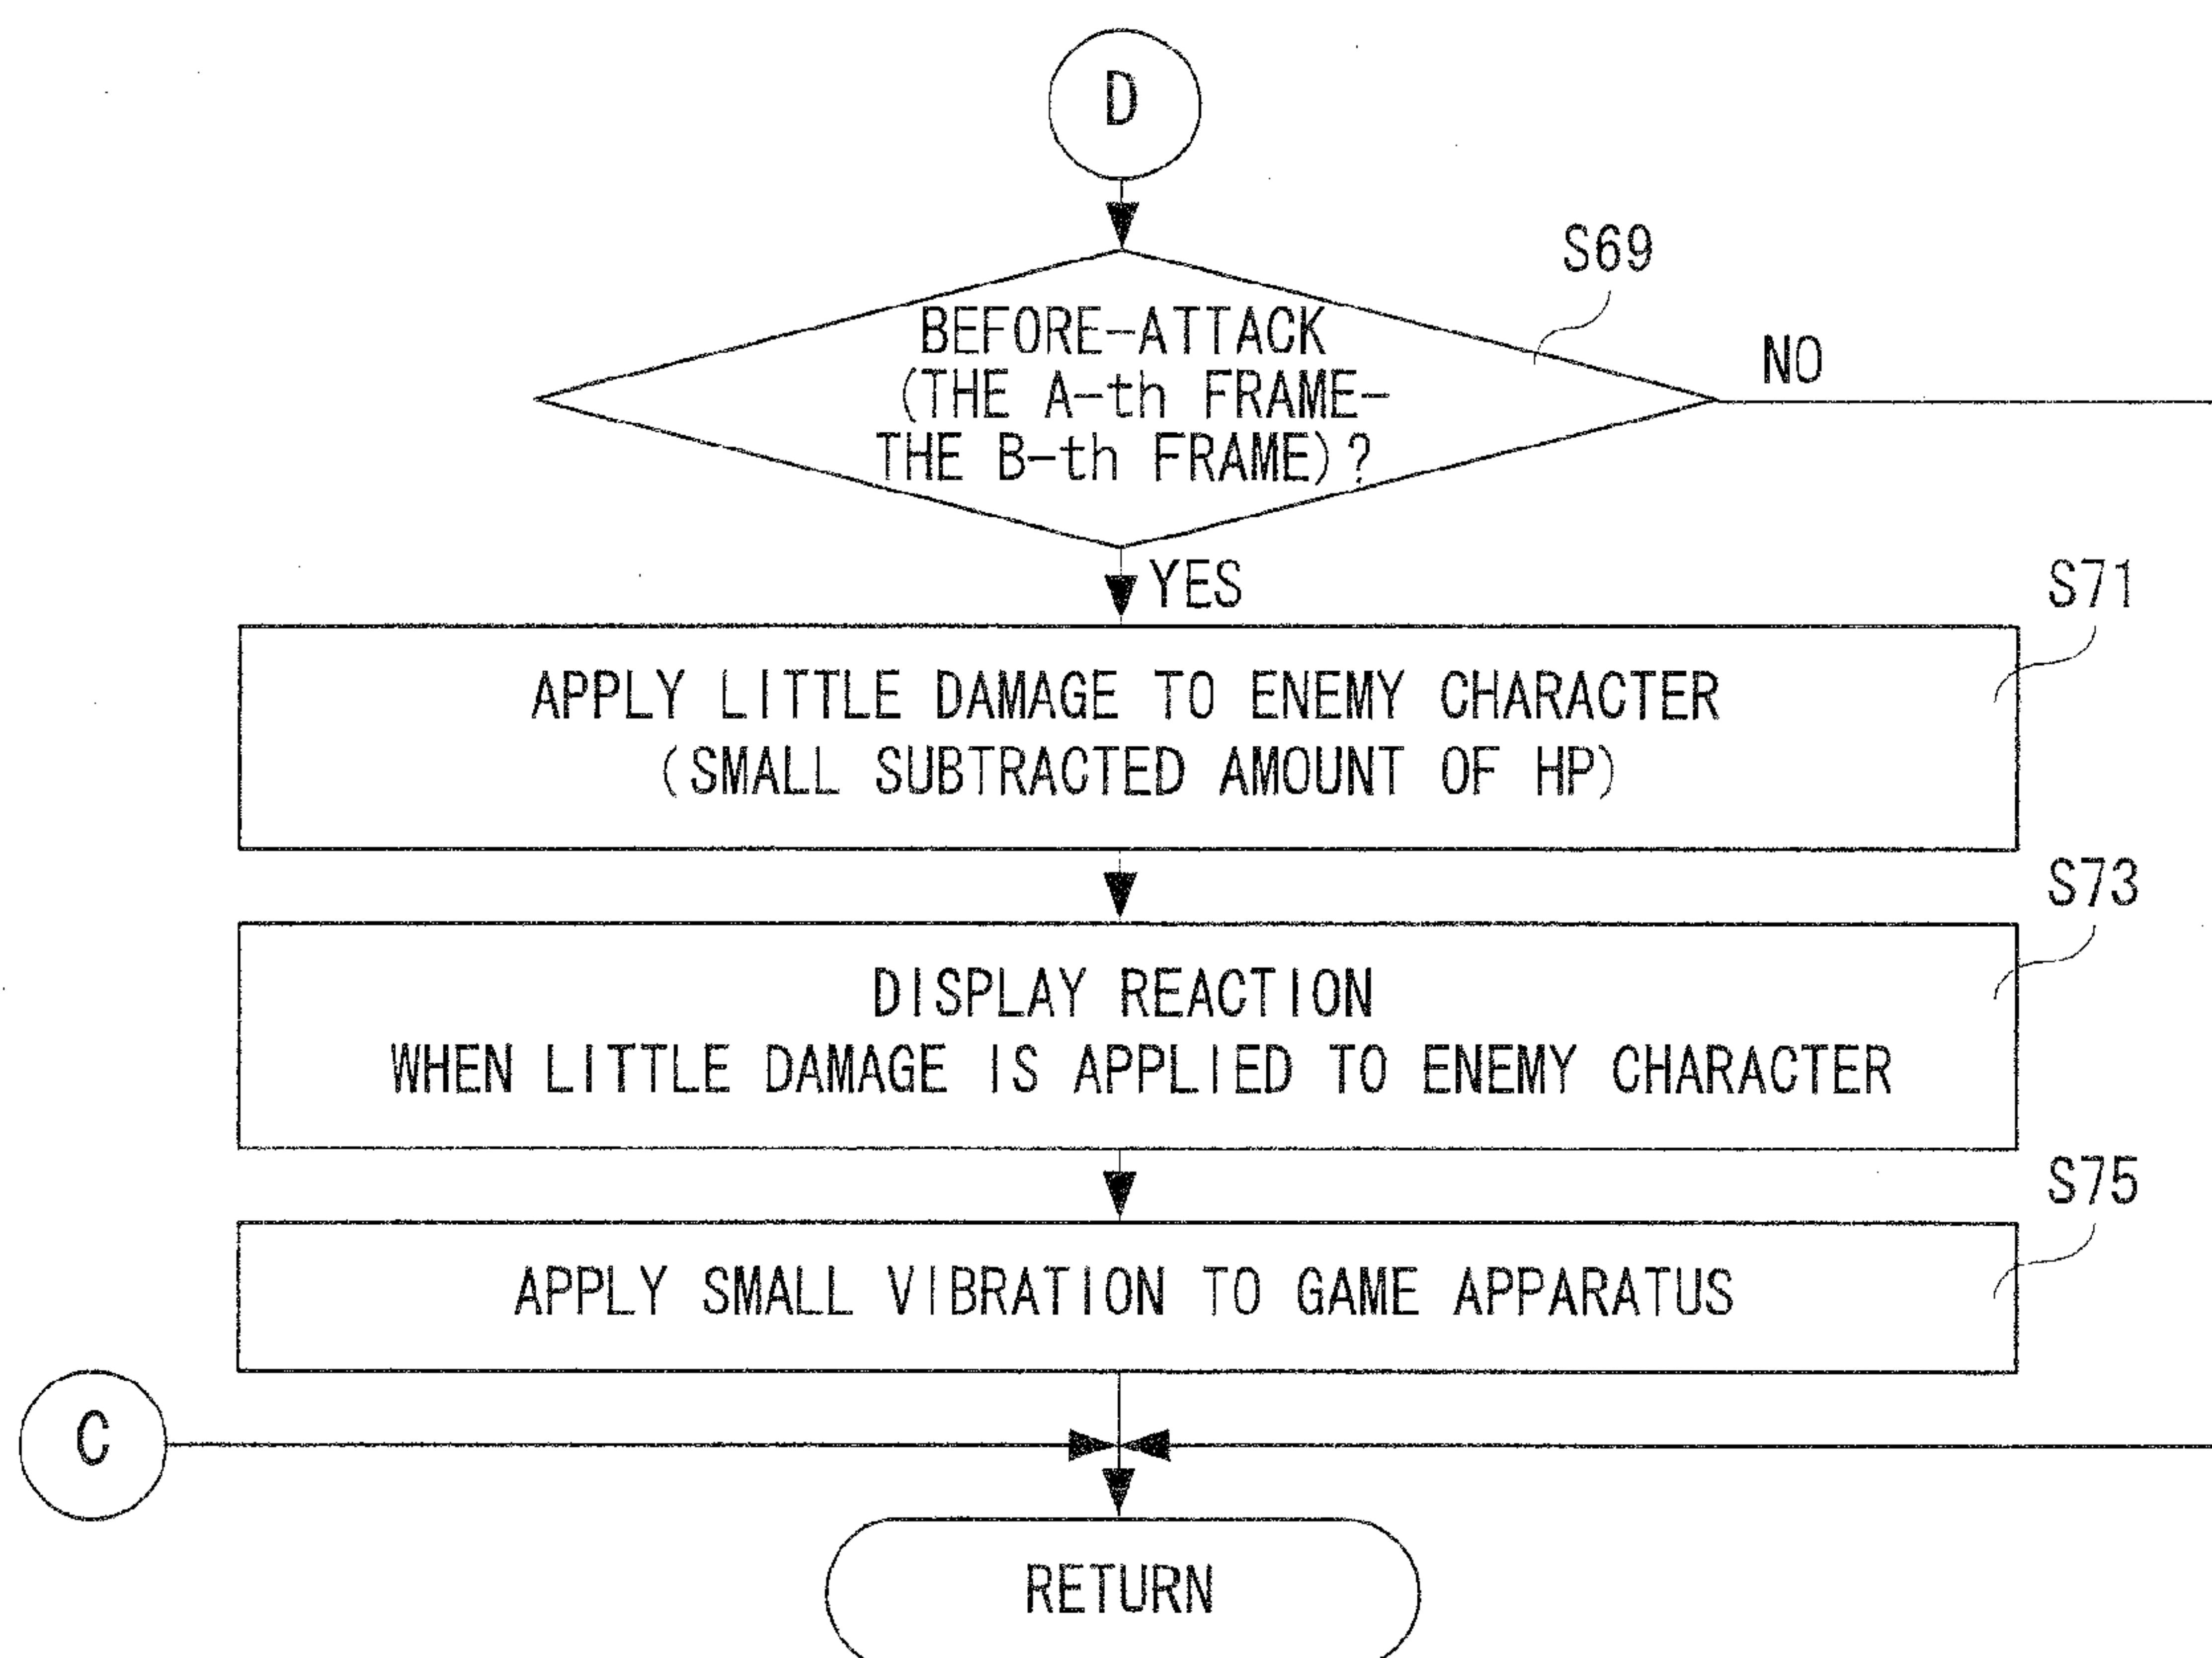 D
S69
BEFORE-ATTACK
(THE A-th FRAME-
THE B-th FRAME)?
NO
YES
S71
APPLY LITTLE DAMAGE TO ENEMY CHARACTER
(SMALL SUBTRACTED AMOUNT OF HP)
S73
DISPLAY REACTION
WHEN LITTLE DAMAGE IS APPLIED TO ENEMY CHARACTER
S75
APPLY SMALL VIBRATION TO GAME APPARATUS
C
RETURN